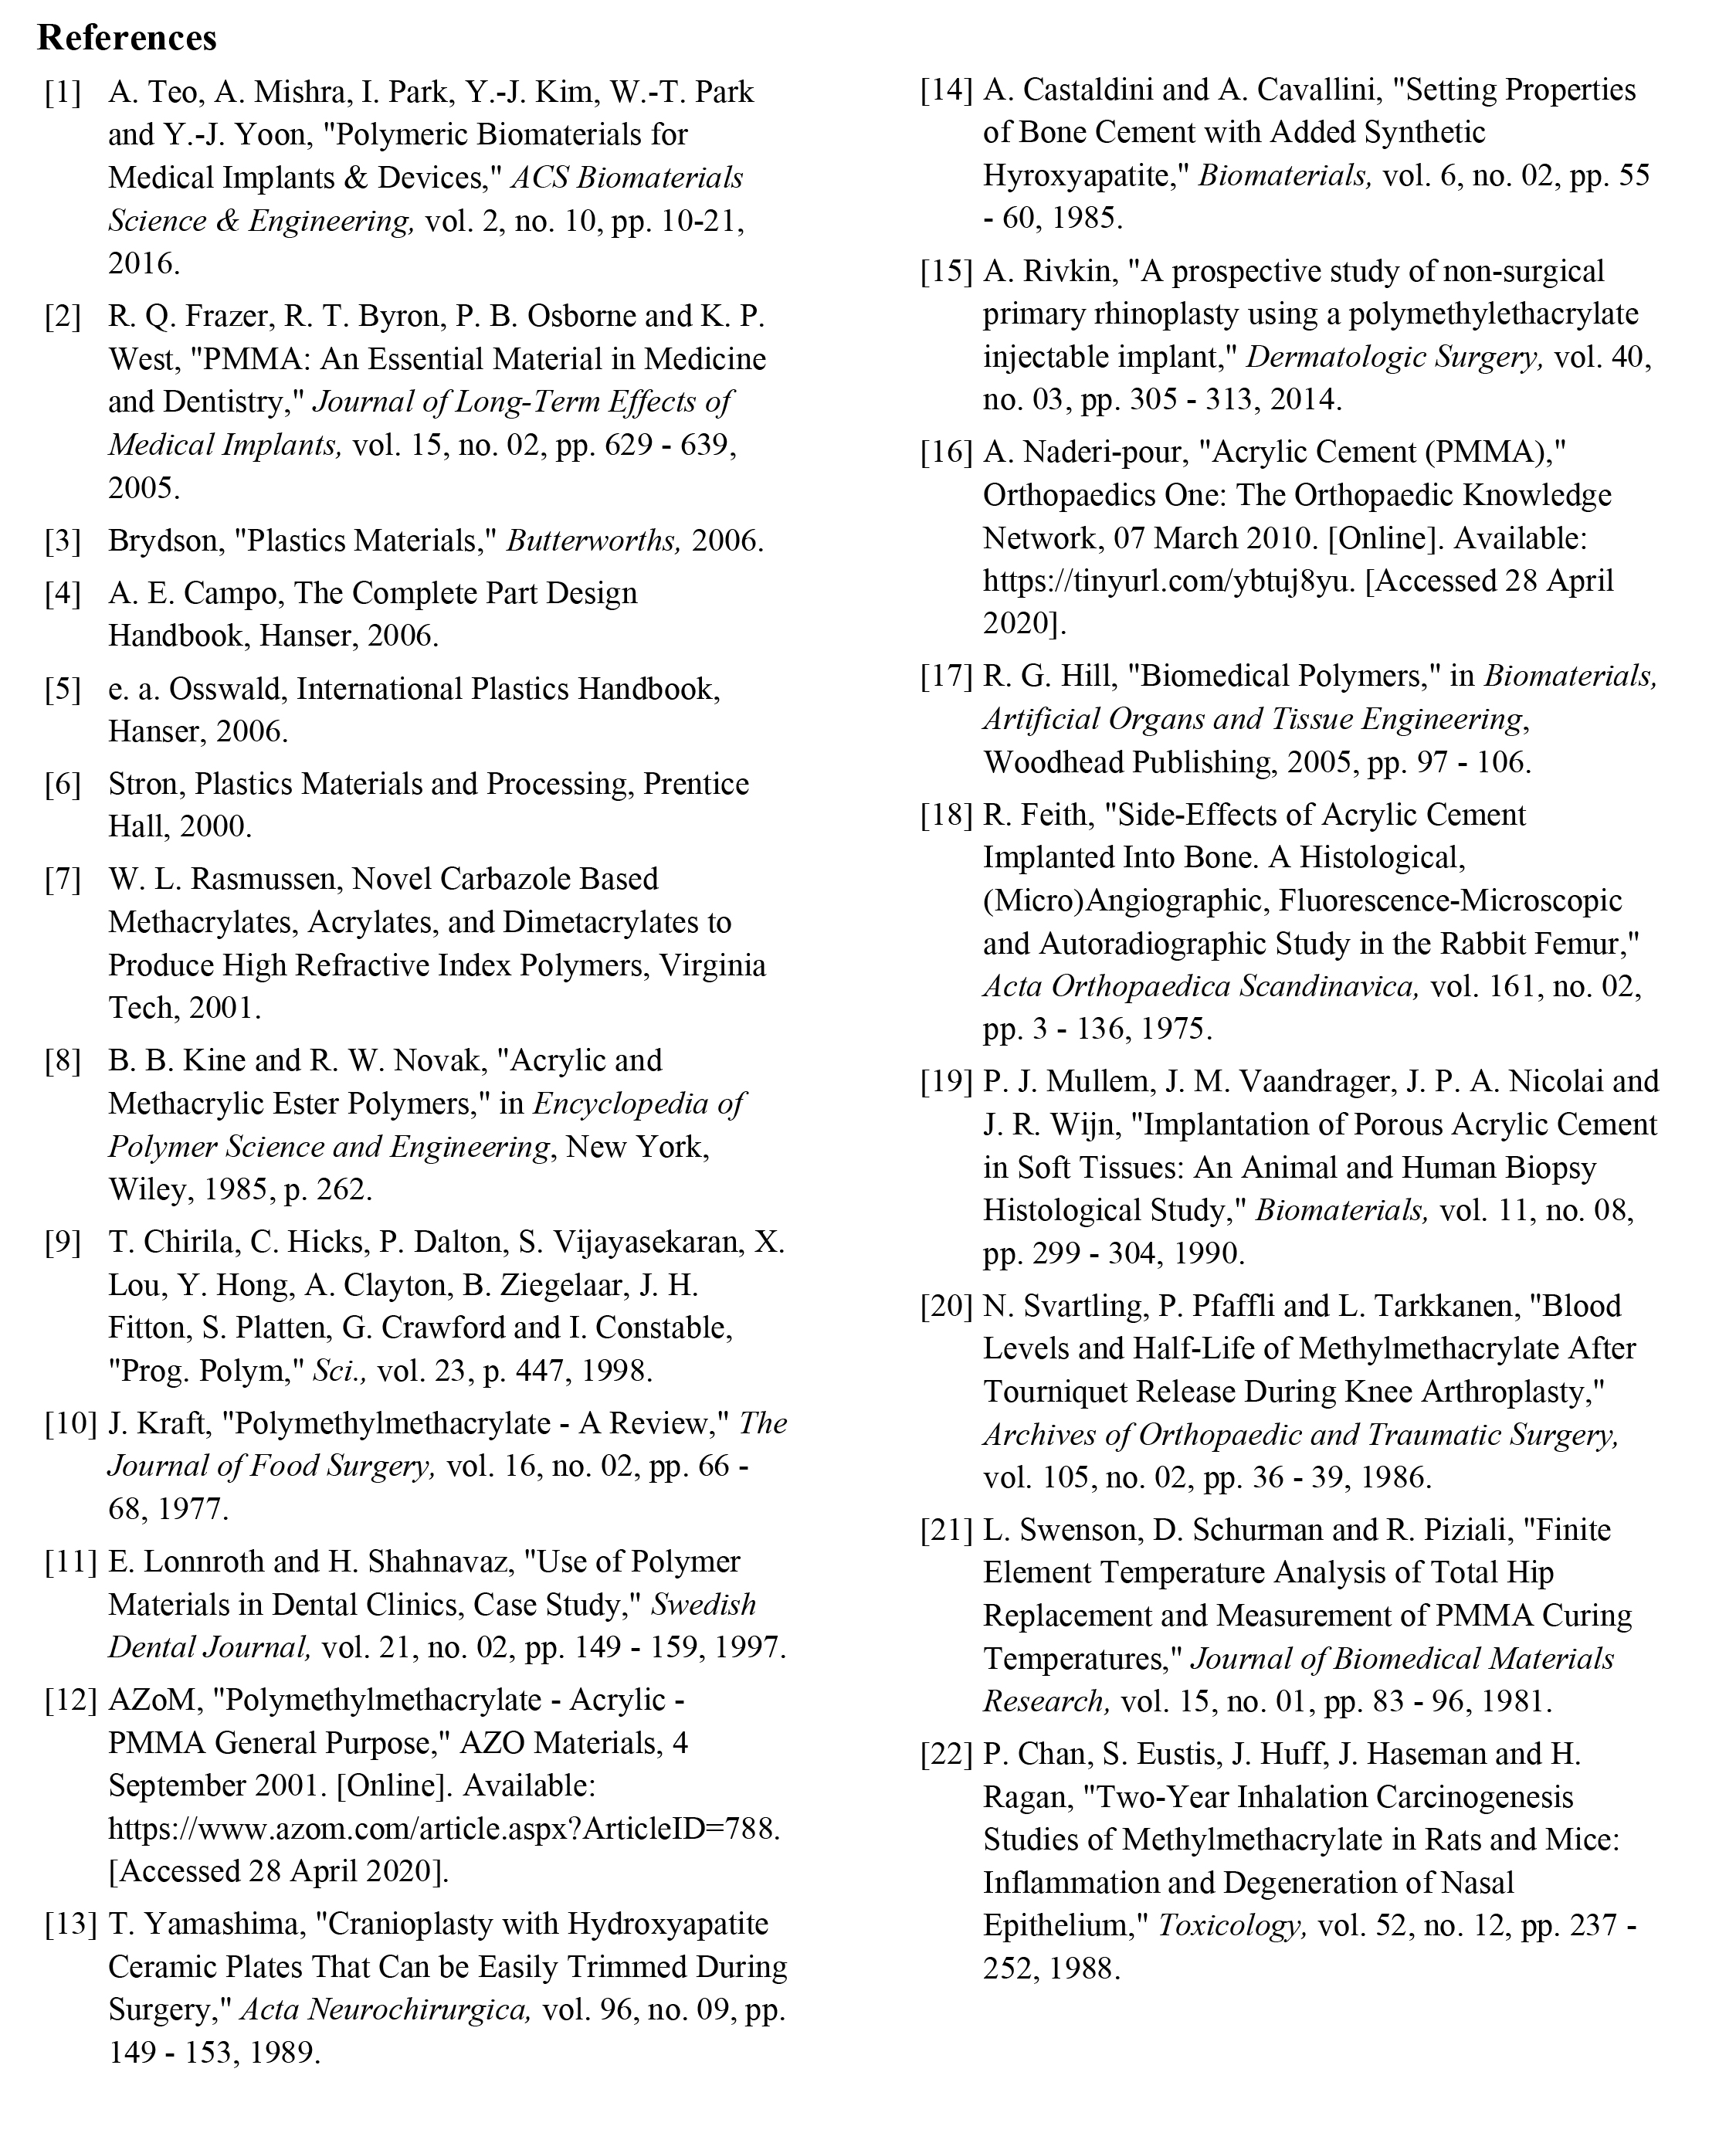 References
[1] A. Teo, A. Mishra, I. Park, Y.-J. Kim, W.-T. Park
and Y.-J. Yoon, "Polymeric Biomaterials for
Medical Implants & Devices," ACS Biomaterials
Science & Engineering, vol. 2, no. 10, pp. 10-21,
2016.
[2] R. Q. Frazer, R. T. Byron, P. B. Osborne and K. P.
West, "PMMA: An Essential Material in Medicine
and Dentistry," Journal of Long-Term Effects of
Medical Implants, vol. 15, no. 02, pp. 629 - 639,
2005.
[3] Brydson, "Plastics Materials," Butterworths, 2006.
[4] A. E. Campo, The Complete Part Design
Handbook, Hanser, 2006.
[5] e. a. Osswald, International Plastics Handbook,
Hanser, 2006.
[6] Stron, Plastics Materials and Processing, Prentice
Hall, 2000.
[7] W. L. Rasmussen, Novel Carbazole Based
Methacrylates, Acrylates, and Dimetacrylates to
Produce High Refractive Index Polymers, Virginia
Tech, 2001.
[8] B. B. Kine and R. W. Novak, "Acrylic and
Methacrylic Ester Polymers," in Encyclopedia of
Polymer Science and Engineering, New York,
Wiley, 1985, p. 262.
[9] T. Chirila, C. Hicks, P. Dalton, S. Vijayasekaran, X.
Lou, Y. Hong, A. Clayton, B. Ziegelaar, J. H.
Fitton, S. Platten, G. Crawford and I. Constable,
"Prog. Polym," Sci., vol. 23, p. 447, 1998.
[10] J. Kraft, "Polymethylmethacrylate - A Review," The
Journal of Food Surgery, vol. 16, no. 02, pp. 66 -
68, 1977.
[11] E. Lonnroth and H. Shahnavaz, "Use of Polymer
Materials in Dental Clinics, Case Study," Swedish
Dental Journal, vol. 21, no. 02, pp. 149 - 159, 1997.
[12] AZoM, "Polymethylmethacrylate - Acrylic -
PMMA General Purpose," AZO Materials, 4
September 2001. [Online]. Available:
https://www.azom.com/article.aspx?ArticleID=788.
[Accessed 28 April 2020].
[13] T. Yamashima, "Cranioplasty with Hydroxyapatite
Ceramic Plates That Can be Easily Trimmed During
Surgery," Acta Neurochirurgica, vol. 96, no. 09, pp.
149 - 153, 1989.
[14] A. Castaldini and A. Cavallini, "Setting Properties
of Bone Cement with Added Synthetic
Hyroxyapatite," Biomaterials, vol. 6, no. 02, pp. 55
- 60, 1985.
[15] A. Rivkin, "A prospective study of non-surgical
primary rhinoplasty using a polymethylethacrylate
injectable implant," Dermatologic Surgery, vol. 40,
no. 03, pp. 305 - 313, 2014.
[16] A. Naderi-pour, "Acrylic Cement (PMMA),"
Orthopaedics One: The Orthopaedic Knowledge
Network, 07 March 2010. [Online]. Available:
https://tinyurl.com/ybtuj8yu. [Accessed 28 April
2020].
[17] R. G. Hill, "Biomedical Polymers," in Biomaterials,
Artificial Organs and Tissue Engineering,
Woodhead Publishing, 2005, pp. 97 - 106.
[18] R. Feith, "Side-Effects of Acrylic Cement
Implanted Into Bone. A Histological,
(Micro)Angiographic, Fluorescence-Microscopic
and Autoradiographic Study in the Rabbit Femur,"
Acta Orthopaedica Scandinavica, vol. 161, no. 02,
pp. 3 - 136, 1975.
[19] P. J. Mullem, J. M. Vaandrager, J. P. A. Nicolai and
J. R. Wijn, "Implantation of Porous Acrylic Cement
in Soft Tissues: An Animal and Human Biopsy
Histological Study," Biomaterials, vol. 11, no. 08,
pp. 299 - 304, 1990.
[20] N. Svartling, P. Pfaffli and L. Tarkkanen, "Blood
Levels and Half-Life of Methylmethacrylate After
Tourniquet Release During Knee Arthroplasty,"
Archives of Orthopaedic and Traumatic Surgery,
vol. 105, no. 02, pp. 36 - 39, 1986.
[21] L. Swenson, D. Schurman and R. Piziali, "Finite
Element Temperature Analysis of Total Hip
Replacement and Measurement of PMMA Curing
Temperatures," Journal of Biomedical Materials
Research, vol. 15, no. 01, pp. 83 - 96, 1981.
[22] P. Chan, S. Eustis, J. Huff, J. Haseman and H.
Ragan, "Two-Year Inhalation Carcinogenesis
Studies of Methylmethacrylate in Rats and Mice:
Inflammation and Degeneration of Nasal
Epithelium," Toxicology, vol. 52, no. 12, pp. 237 -
252, 1988.